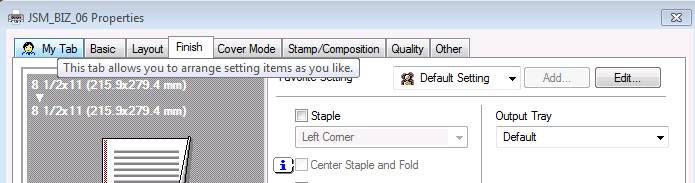 JSM_BIZ_06 Properties
My Tab Basic Layout Finish Cover Mode Stamp/Composition Quality Other
This tab allows you to arrange setting items as you like.
8 1/2x11 (215.9x279.4 mm)
8 1/2x11 (215.9x279.4 mm)
Favorite Setting Default Setting Add... Edit...
Staple
Left Corner
Center Staple and Fold
Output Tray
Default